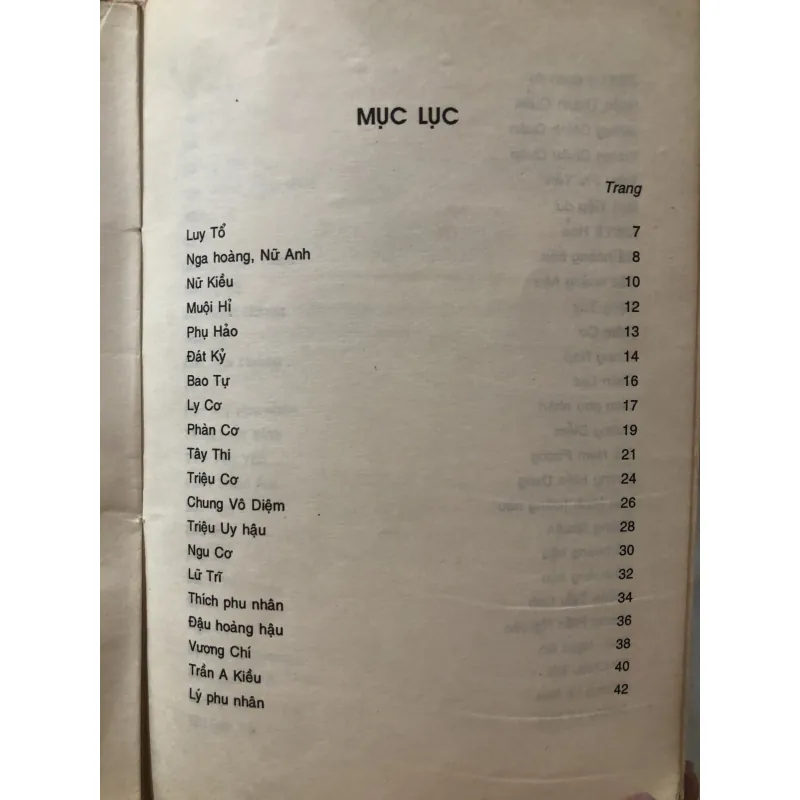 MỤC LỤC
Trang
Luy Tổ 7
Nga hoàng, Nữ Anh 8
Nữ Kiều 10
Muội Hỉ 12
Phụ Hảo 13
Đát Kỷ 14
Bao Tự 16
Ly Cơ 17
Phàn Cơ 19
Tây Thi 21
Triệu Cơ 24
Chung Vô Diệm 26
Triệu Uy hậu 28
Ngu Cơ 30
Lữ Trĩ 32
Thích phu nhân 34
Đậu hoàng hậu 36
Vương Chí 38
Trần A Kiều 40
Lý phu nhân 42